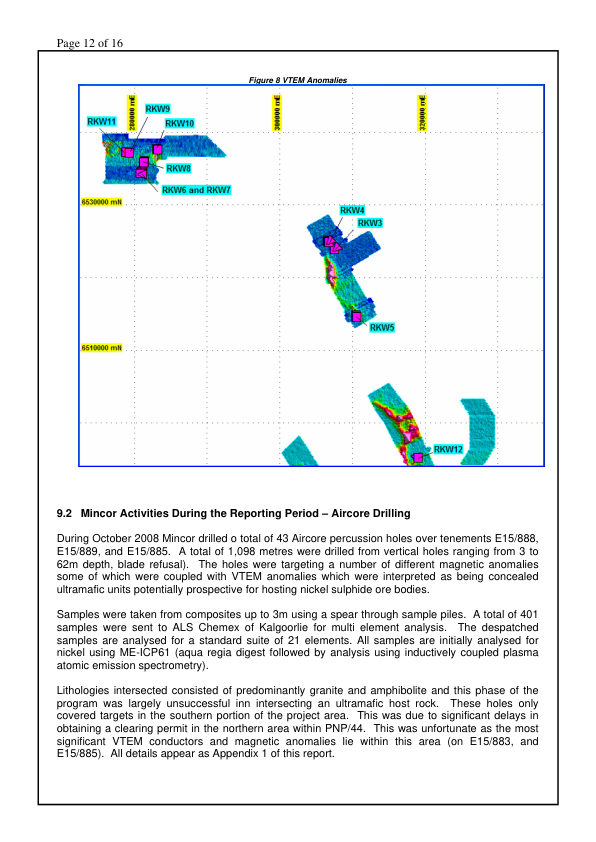 Page 12 of 16
Figure 8 VTEM Anomalies
280000 mE
300000 mE
320000 mE
RKW9
RKW11
RKW10
RKW8
RKW6 and RKW7
6530000 mN
RKW4
RKW3
RKW5
6510000 mN
RKW12
9.2 Mincor Activities During the Reporting Period – Aircore Drilling
During October 2008 Mincor drilled o total of 43 Aircore percussion holes over tenements E15/888,
E15/889, and E15/885. A total of 1,098 metres were drilled from vertical holes ranging from 3 to
62m depth, blade refusal). The holes were targeting a number of different magnetic anomalies
some of which were coupled with VTEM anomalies which were interpreted as being concealed
ultramafic units potentially prospective for hosting nickel sulphide ore bodies.
Samples were taken from composites up to 3m using a spear through sample piles. A total of 401
samples were sent to ALS Chemex of Kalgoorlie for multi element analysis. The despatched
samples are analysed for a standard suite of 21 elements. All samples are initially analysed for
nickel using ME-ICP61 (aqua regia digest followed by analysis using inductively coupled plasma
atomic emission spectrometry).
Lithologies intersected consisted of predominantly granite and amphibolite and this phase of the
program was largely unsuccessful inn intersecting an ultramafic host rock. These holes only
covered targets in the southern portion of the project area. This was due to significant delays in
obtaining a clearing permit in the northern area within PNP/44. This was unfortunate as the most
significant VTEM conductors and magnetic anomalies lie within this area (on E15/883, and
E15/885). All details appear as Appendix 1 of this report.